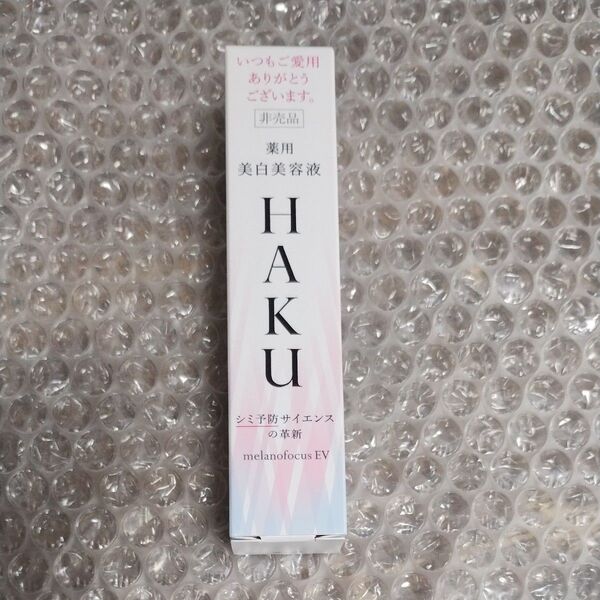 いつもご愛用
ありがとう
ございます。
非売品
薬用
美白美容液
HAKU
シミ予防サイエンス
の革新
melanofocus EV